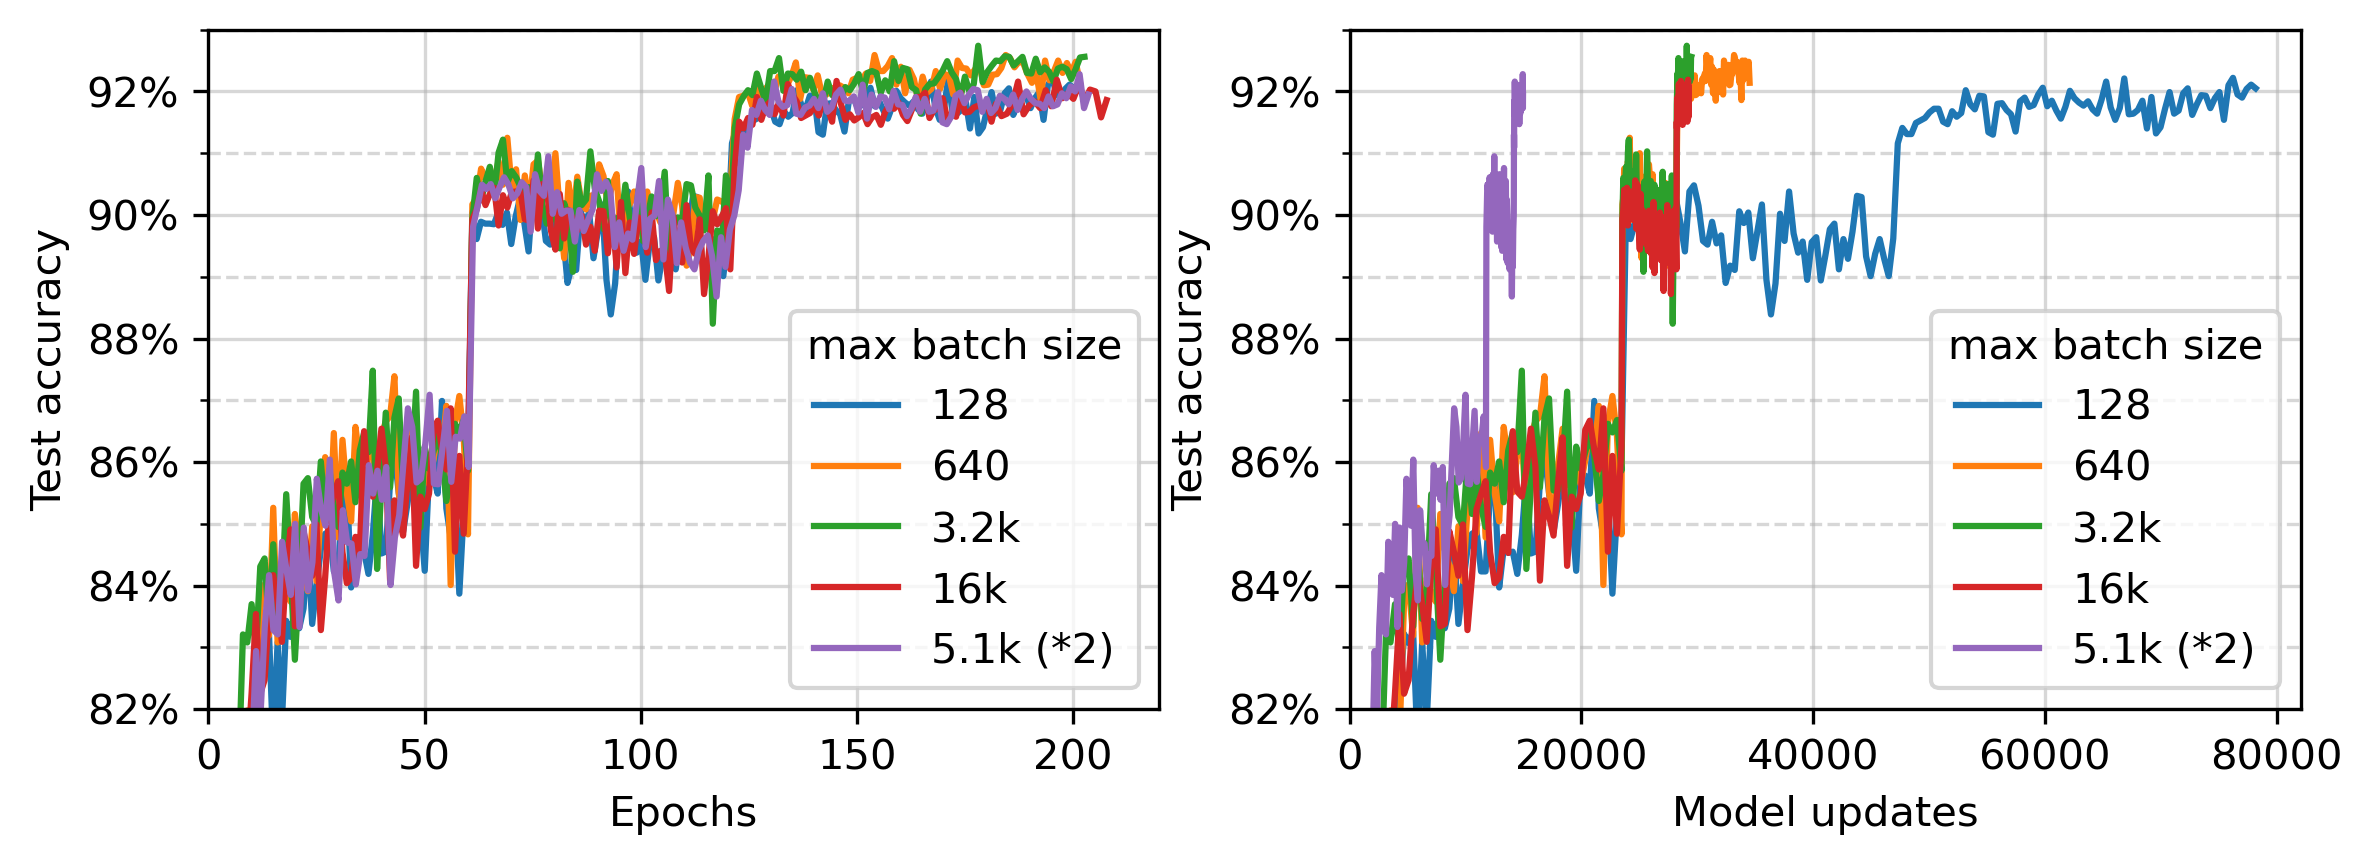 Test accuracy
92%
90%
88%
86%
84%
82%
0
50
100
150
200
Epochs
max batch size
128
640
3.2k
16k
5.1k (*2)
Test accuracy
92%
90%
88%
86%
84%
82%
0
20000
40000
60000
80000
Model updates
max batch size
128
640
3.2k
16k
5.1k (*2)